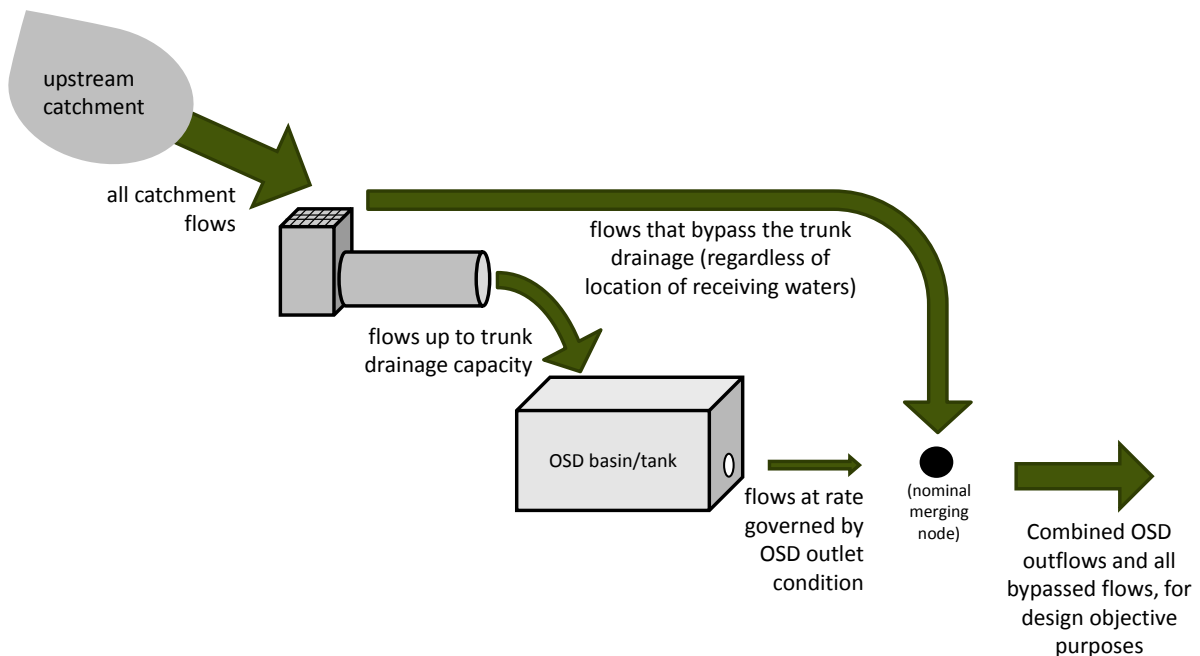 upstream
catchment
all catchment
flows
flows that bypass the trunk
drainage (regardless of
location of receiving waters)
flows up to trunk
drainage capacity
OSD basin/tank
flows at rate
governed by
OSD outlet
condition
(nominal
merging
node)
Combined OSD
outflows and all
bypassed flows, for
design objective
purposes